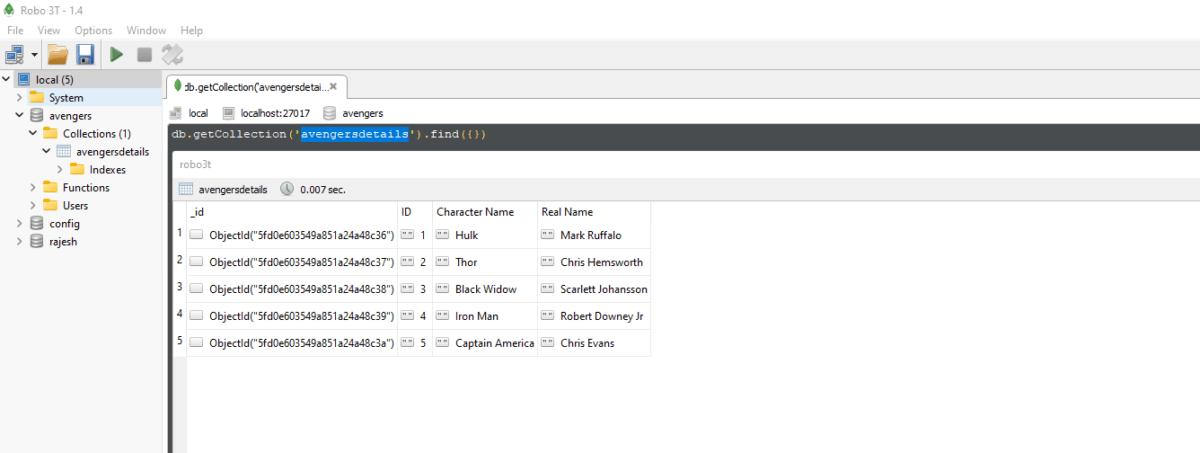 Robo 3T - 1.4
File View Options Window Help
local (5)
System
avengers
Collections (1)
avengersdetails
Indexes
Functions
Users
config
rajesh
db.getCollection('avengersdetai...
local localhost:27017 avengers
db.getCollection('avengersdetails').find({})
robo3t
avengersdetails 0.007 sec.
_id ID Character Name Real Name
1 ObjectId("5fd0e603549a851a24a48c36") 1 Hulk Mark Ruffalo
2 ObjectId("5fd0e603549a851a24a48c37") 2 Thor Chris Hemsworth
3 ObjectId("5fd0e603549a851a24a48c38") 3 Black Widow Scarlett Johansson
4 ObjectId("5fd0e603549a851a24a48c39") 4 Iron Man Robert Downey Jr
5 ObjectId("5fd0e603549a851a24a48c3a") 5 Captain America Chris Evans